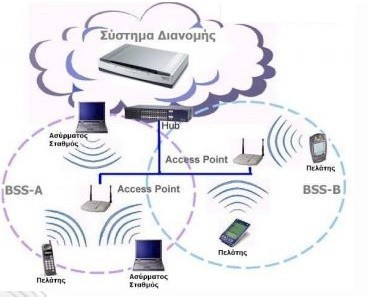 Σύστημα Διανομής
Ασύρματος
Σταθμός
Hub
Access Point
Πελάτης
BSS-A
Access Point
BSS-B
Πελάτης
Ασύρματος
Σταθμός
Πελάτης